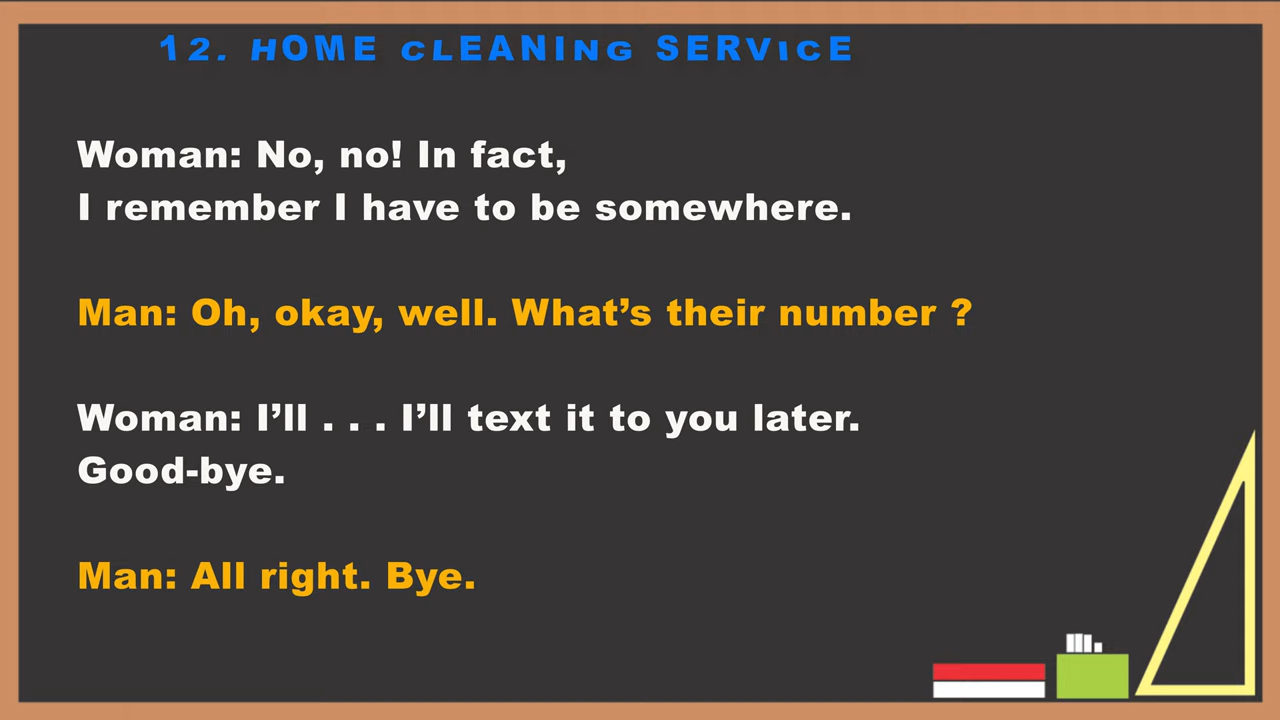 12. HOME CLEANING SERVICE
Woman: No, no! In fact,
I remember I have to be somewhere.
Man: Oh, okay, well. What’s their number ?
Woman: I’ll . . . I’ll text it to you later.
Good-bye.
Man: All right. Bye.